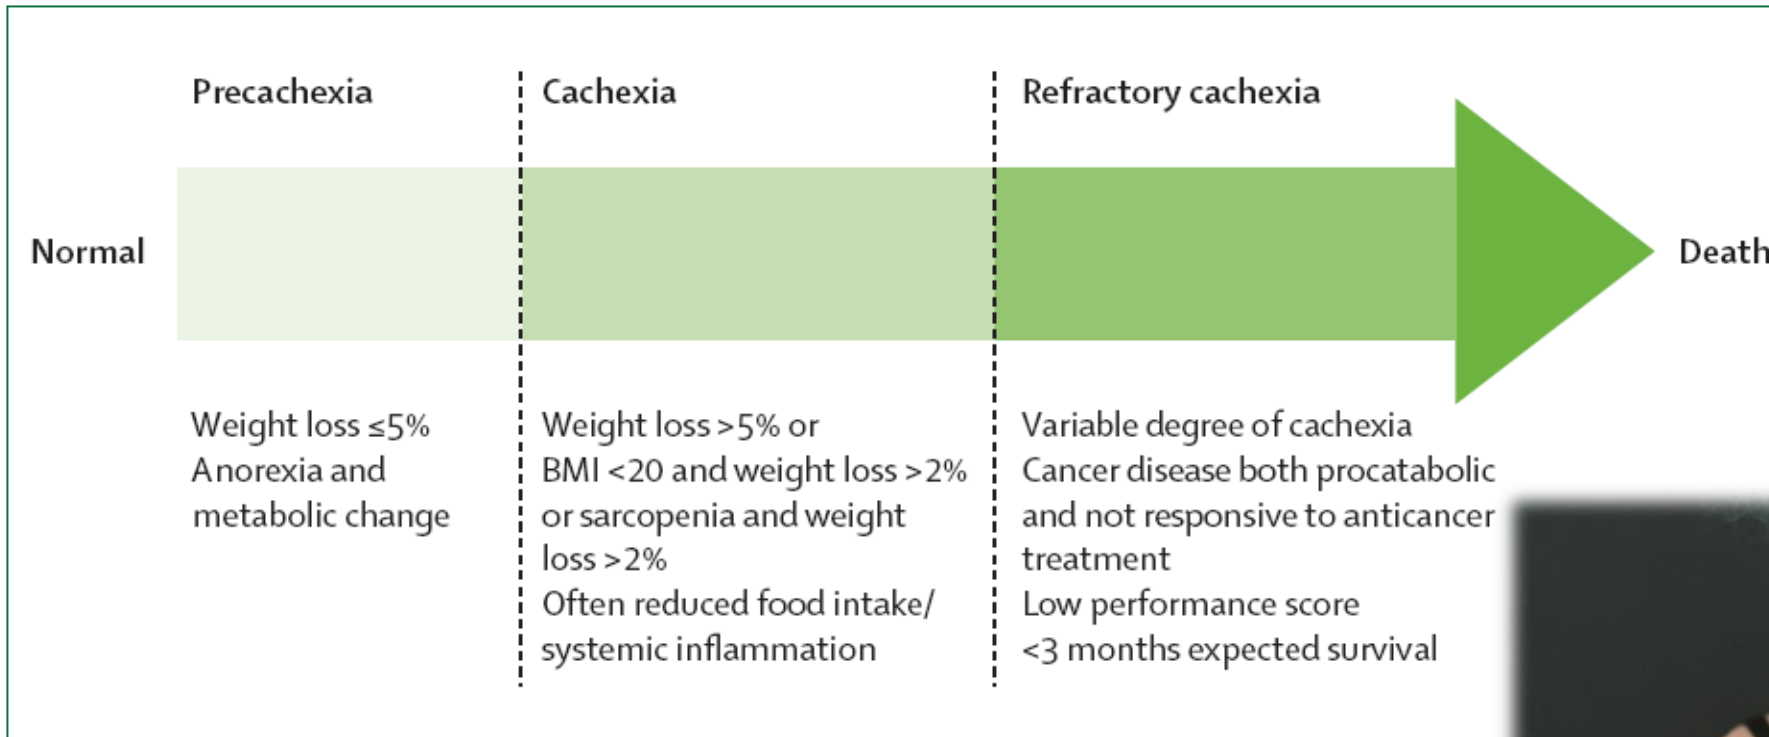 Precachexia
Cachexia
Refractory cachexia
Normal
Death
Weight loss ≤5%
Anorexia and
metabolic change
Weight loss >5% or
BMI <20 and weight loss >2%
or sarcopenia and weight
loss >2%
Often reduced food intake/
systemic inflammation
Variable degree of cachexia
Cancer disease both procatabolic
and not responsive to anticancer
treatment
Low performance score
<3 months expected survival